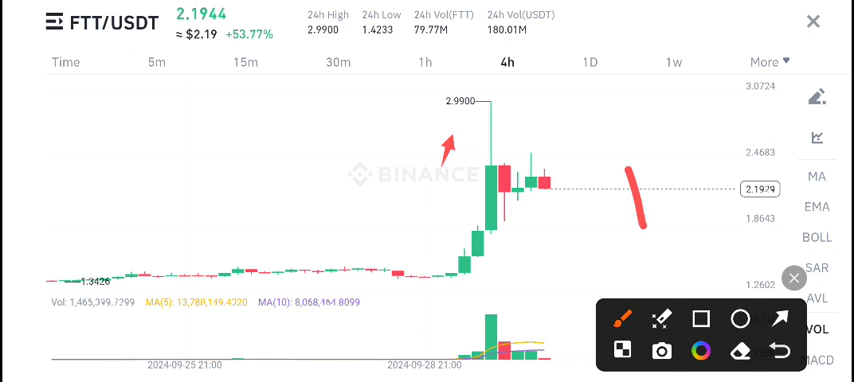 FTT/USDT
2.1944
≈ $2.19 +53.77%
24h High 24h Low 24h Vol(FTT) 24h Vol(USDT)
2.9900 1.4233 79.77M 180.01M
Time 5m 15m 30m 1h 4h 1D 1w More
3.0724
2.9900
2.4683
BINANCE
MA
2.1929
EMA
1.8643
BOLL
SAR
1.3426
1.2602
AVL
Vol: 1,465,399.7299 MA(5): 13,780,149.4320 MA(10): 8,068,464.8099
VOL
MACD
2024-09-25 21:00 2024-09-28 21:00